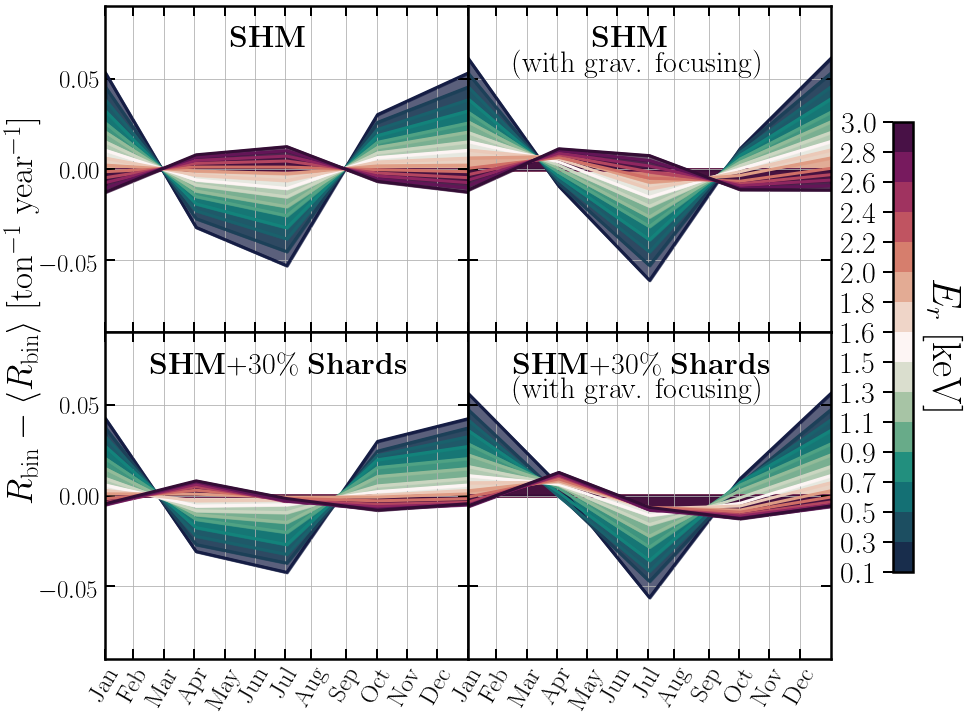 SHM
SHM
(with grav. focusing)
0.05
0.00
−0.05
SHM+30% Shards
SHM+30% Shards
(with grav. focusing)
0.05
0.00
−0.05
R_bin − ⟨R_bin⟩ [ton⁻¹ year⁻¹]
Jan Feb Mar Apr May Jun Jul Aug Sep Oct Nov Dec
Jan Feb Mar Apr May Jun Jul Aug Sep Oct Nov Dec
3.0
2.8
2.6
2.4
2.2
2.0
1.8
1.6
1.5
1.3
1.1
0.9
0.7
0.5
0.3
0.1
E_r [keV]